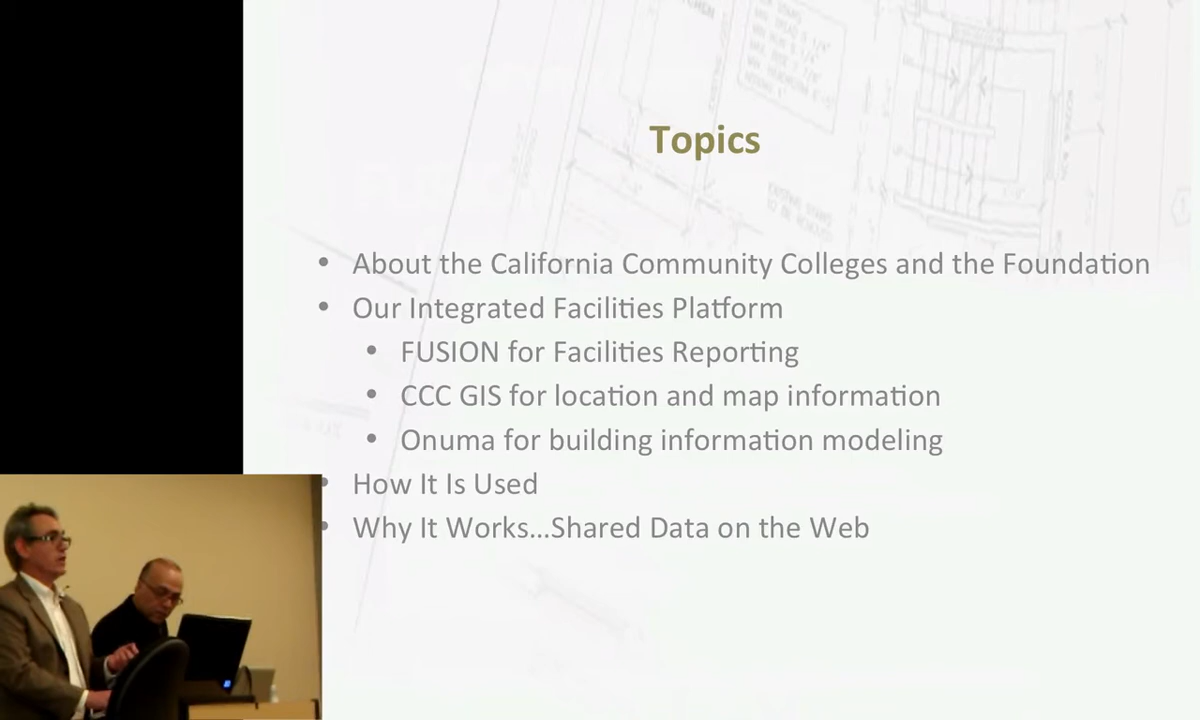 Topics
• About the California Community Colleges and the Foundation
• Our Integrated Facilities Platform
• FUSION for Facilities Reporting
• CCC GIS for location and map information
• Onuma for building information modeling
• How It Is Used
• Why It Works...Shared Data on the Web